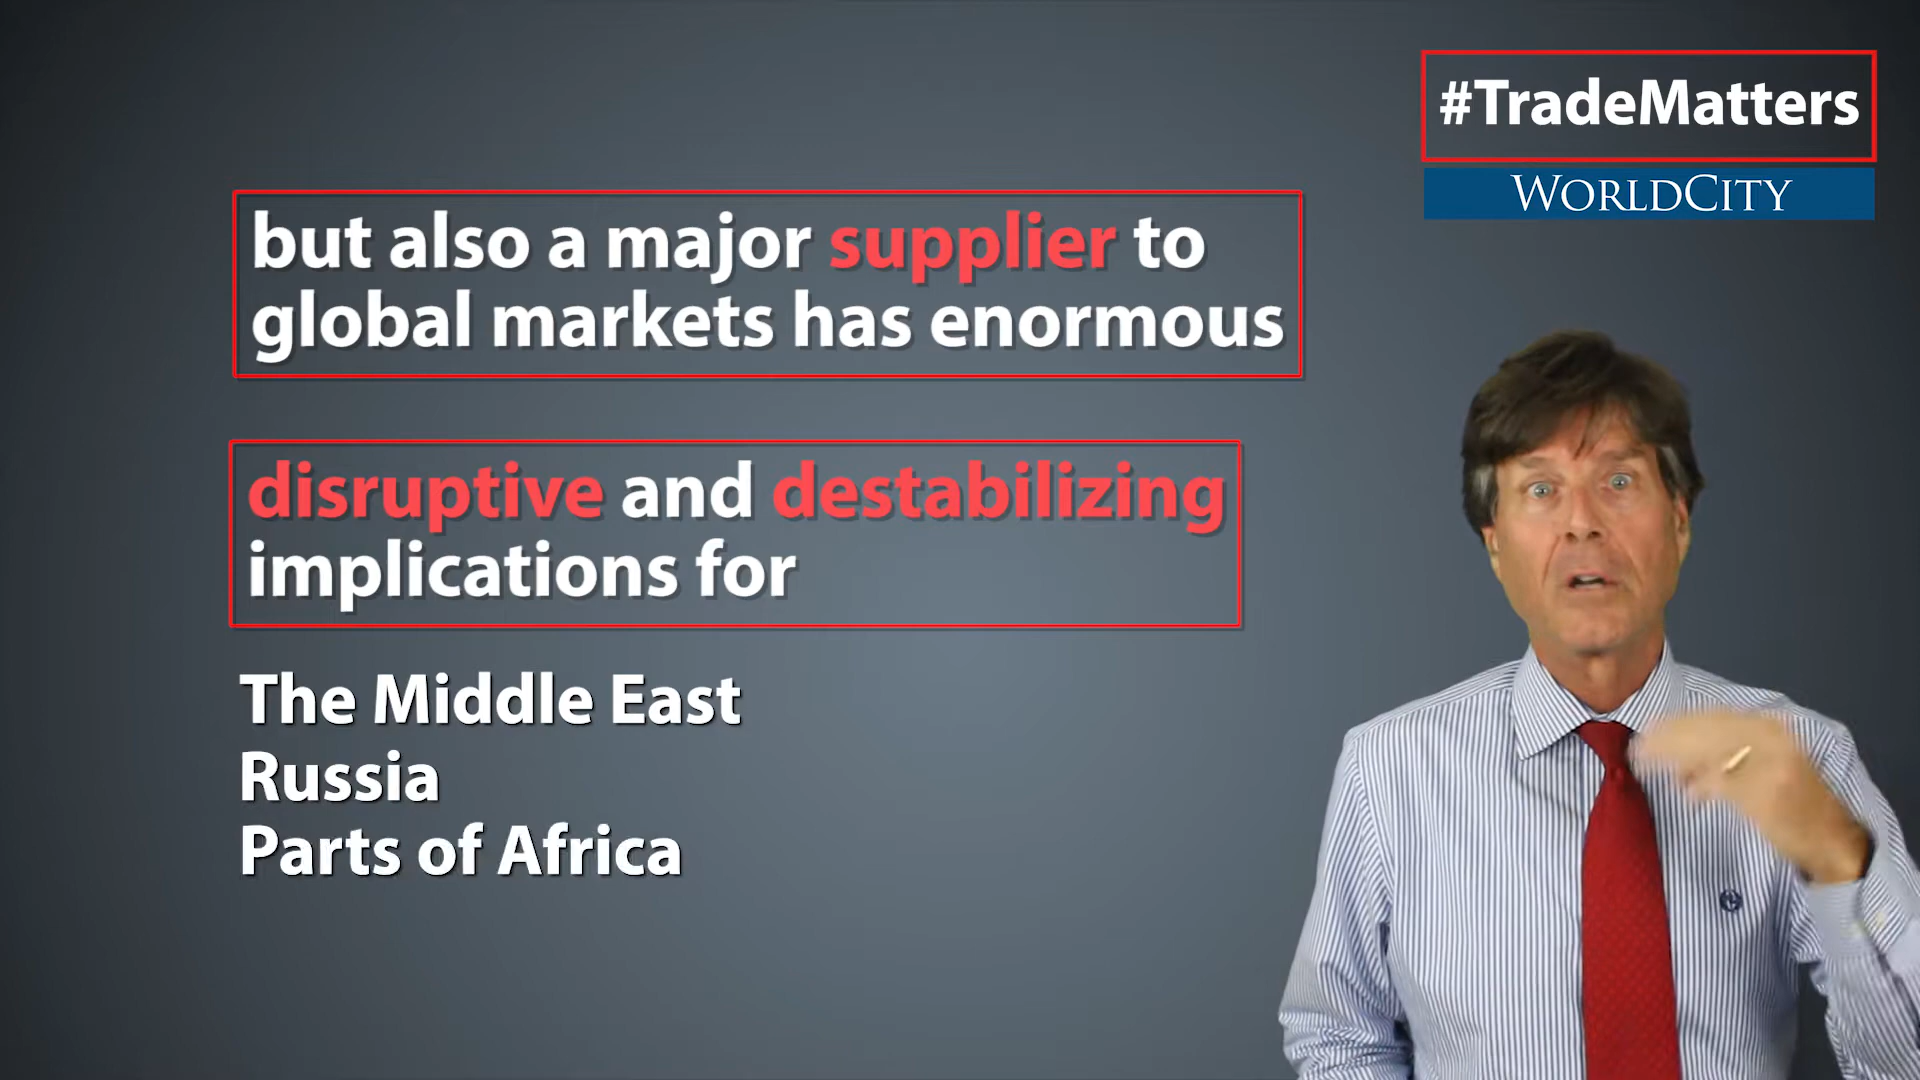 #TradeMatters
WORLDCITY
but also a major supplier to
global markets has enormous
disruptive and destabilizing
implications for
The Middle East
Russia
Parts of Africa